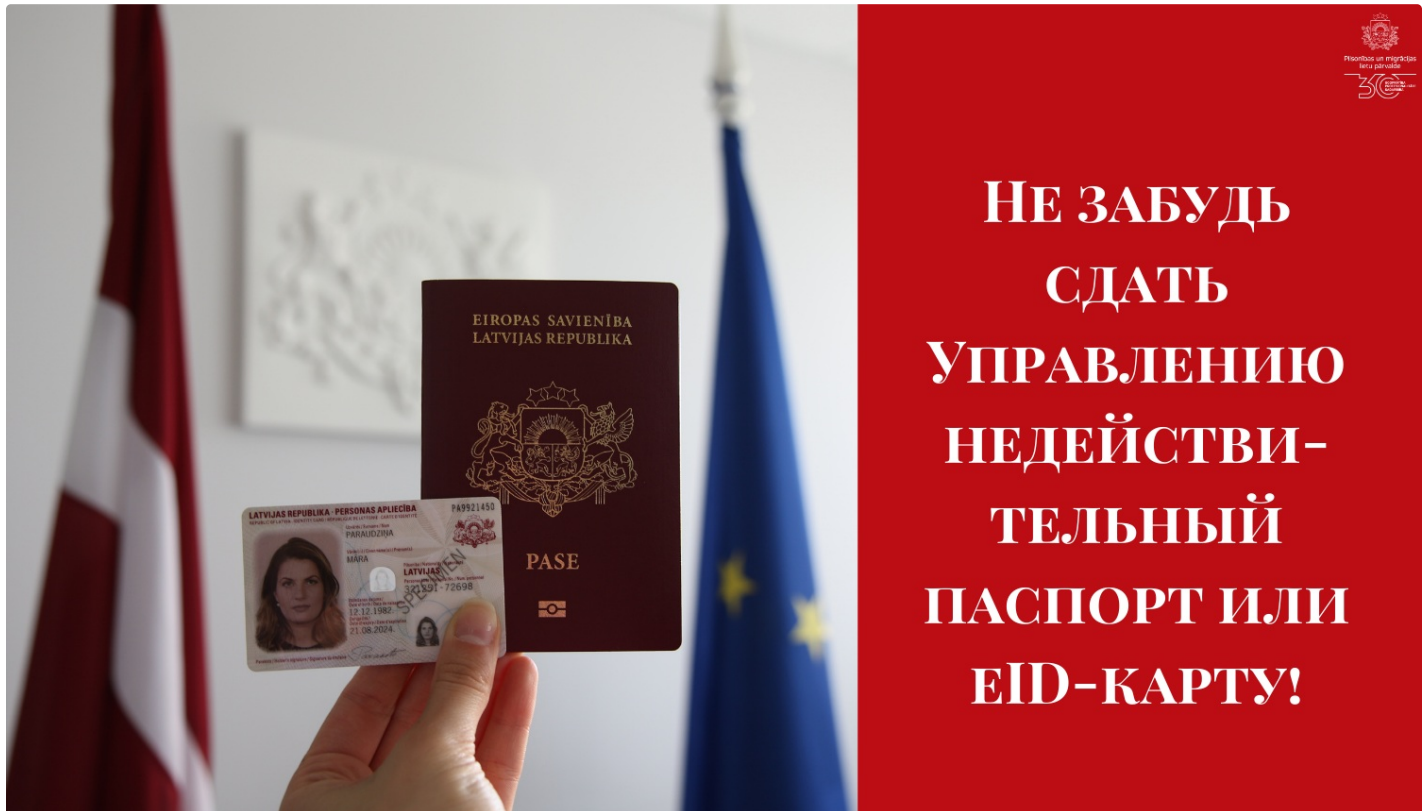 EIROPAS SAVIENĪBA
LATVIJAS REPUBLIKA
PASE
LATVIJAS REPUBLIKA - PERSONAS APLIECĪBA
PA9921450
PARAUDZIŅA
MĀRA
LATVIJAS
SPECIMEN
12.12.1982.
21.08.2024.
Pilsonības un migrācijas
lietu pārvalde
Не забудь
сдать
Управлению
недействи-
тельный
паспорт или
eID-карту!